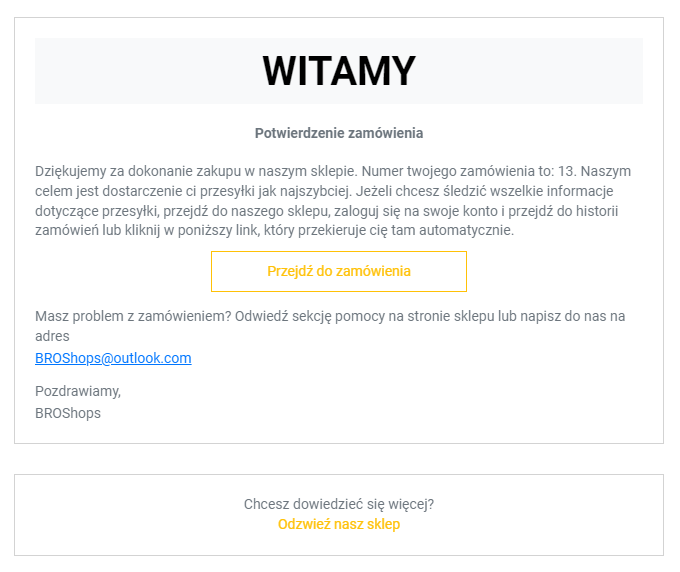 WITAMY
Potwierdzenie zamówienia
Dziękujemy za dokonanie zakupu w naszym sklepie. Numer twojego zamówienia to: 13. Naszym
celem jest dostarczenie ci przesyłki jak najszybciej. Jeżeli chcesz śledzić wszelkie informacje
dotyczące przesyłki, przejdź do naszego sklepu, zaloguj się na swoje konto i przejdź do historii
zamówień lub kliknij w poniższy link, który przekieruje cię tam automatycznie.
Przejdź do zamówienia
Masz problem z zamówieniem? Odwiedź sekcję pomocy na stronie sklepu lub napisz do nas na
adres
BROShops@outlook.com
Pozdrawiamy,
BROShops
Chcesz dowiedzieć się więcej?
Odzwieź nasz sklep